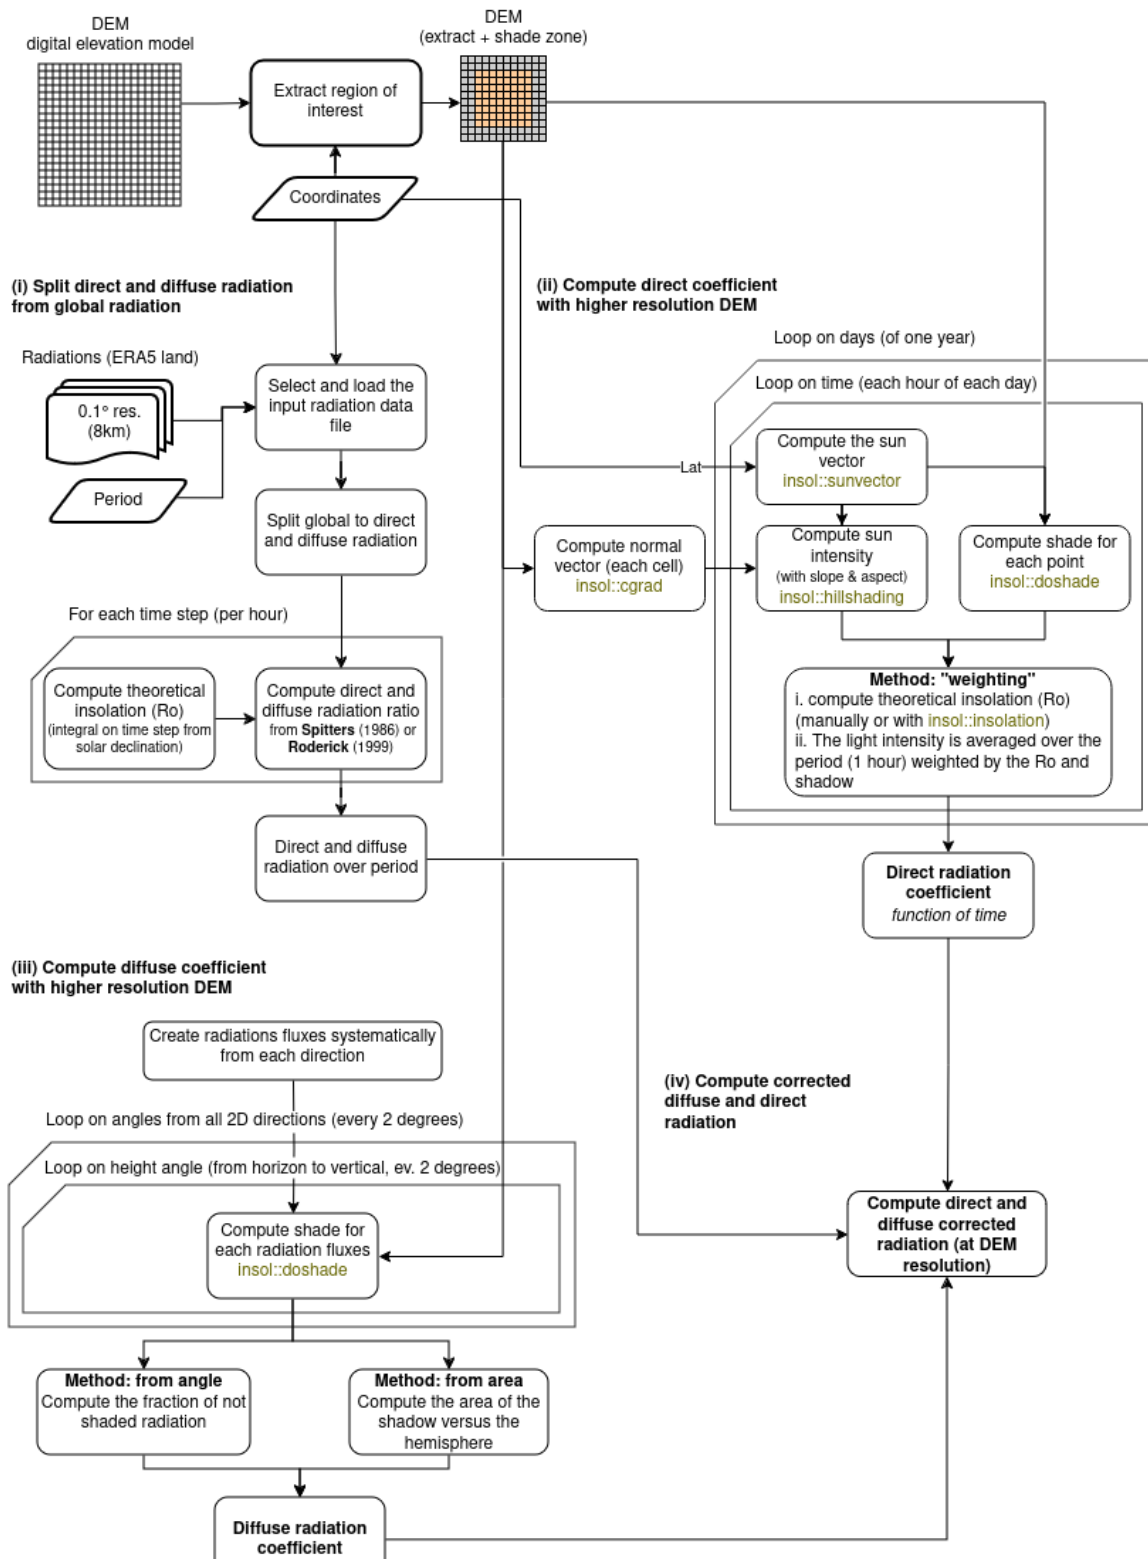 DEM
digital elevation model
DEM
(extract + shade zone)
Extract region of
interest
Coordinates
(i) Split direct and diffuse radiation
from global radiation
(ii) Compute direct coefficient
with higher resolution DEM
Radiations (ERA5 land)
0.1° res.
(8km)
Period
Select and load the
input radiation data
file
Split global to direct
and diffuse radiation
For each time step (per hour)
Compute theoretical
insolation (Ro)
(integral on time step from
solar declination)
Compute direct and
diffuse radiation ratio
from Spitters (1986) or
Roderick (1999)
Direct and diffuse
radiation over period
Loop on days (of one year)
Loop on time (each hour of each day)
Lat
Compute the sun
vector
insol::sunvector
Compute normal
vector (each cell)
insol::cgrad
Compute sun
intensity
(with slope & aspect)
insol::hillshading
Compute shade for
each point
insol::doshade
Method: "weighting"
i. compute theoretical insolation (Ro)
(manually or with insol::insolation)
ii. The light intensity is averaged over the
period (1 hour) weighted by the Ro and
shadow
Direct radiation
coefficient
function of time
(iii) Compute diffuse coefficient
with higher resolution DEM
Create radiations fluxes systematically
from each direction
Loop on angles from all 2D directions (every 2 degrees)
Loop on height angle (from horizon to vertical, ev. 2 degrees)
Compute shade for
each radiation fluxes
insol::doshade
Method: from angle
Compute the fraction of not
shaded radiation
Method: from area
Compute the area of the
shadow versus the
hemisphere
Diffuse radiation
coefficient
(iv) Compute corrected
diffuse and direct
radiation
Compute direct and
diffuse corrected
radiation (at DEM
resolution)